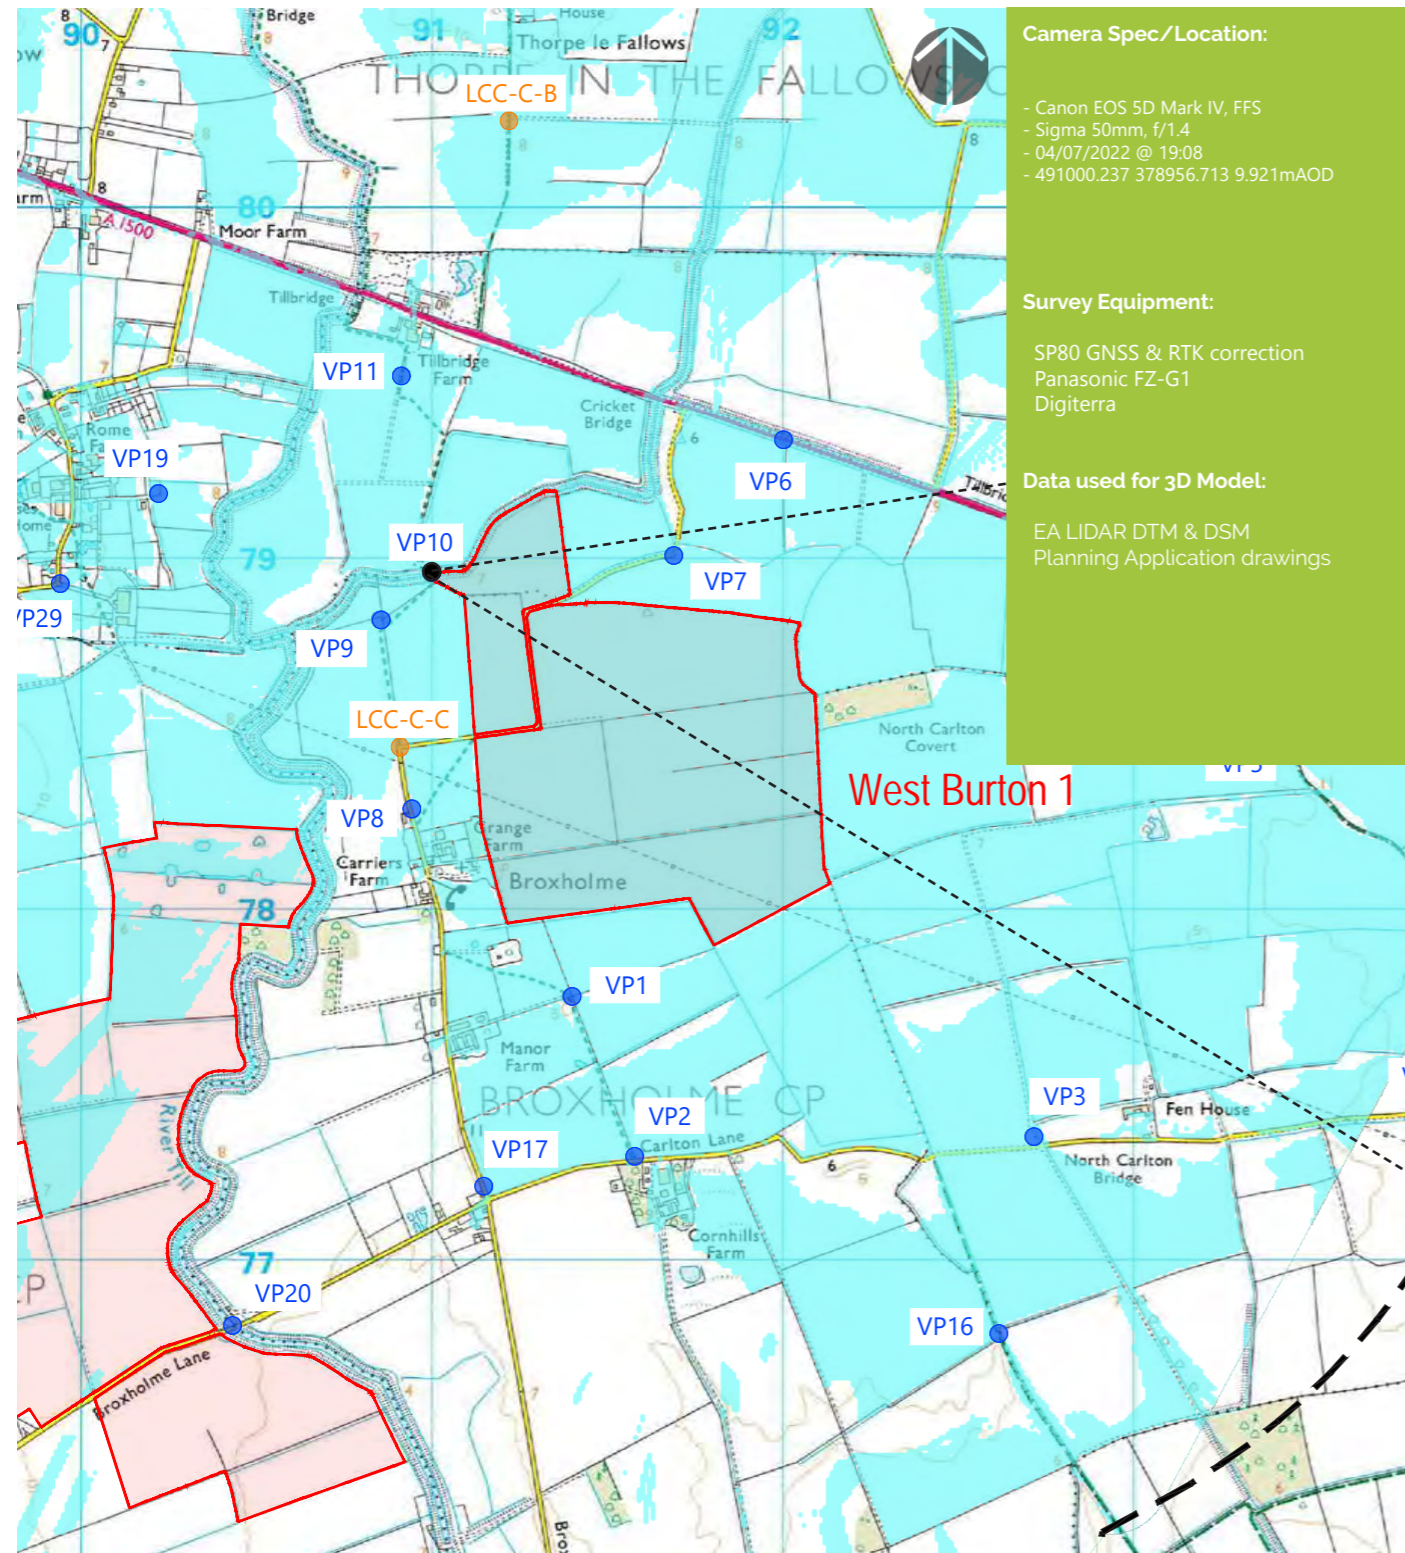 90
91
92
Bridge
House
Thorpe le Fallows
THORPE IN THE FALLOWS
LCC-C-B
80
A 1500
Moor Farm
Tillbridge
Tillbridge
Farm
VP11
Cricket
Bridge
Rome
VP19
VP6
VP10
79
VP7
VP29
VP9
LCC-C-C
North Carlton
Covert
West Burton 1
VP8
Grange
Farm
Carriers
Farm
Broxholme
78
VP1
Manor
Farm
BROXHOLME CP
VP2
VP3
Fen House
River Till
Carlton Lane
VP17
North Carlton
Bridge
Cornhills
Farm
77
VP20
VP16
Broxholme Lane
Camera Spec/Location:
- Canon EOS 5D Mark IV, FFS
- Sigma 50mm, f/1.4
- 04/07/2022 @ 19:08
- 491000.237 378956.713 9.921mAOD
Survey Equipment:
SP80 GNSS & RTK correction
Panasonic FZ-G1
Digiterra
Data used for 3D Model:
EA LIDAR DTM & DSM
Planning Application drawings